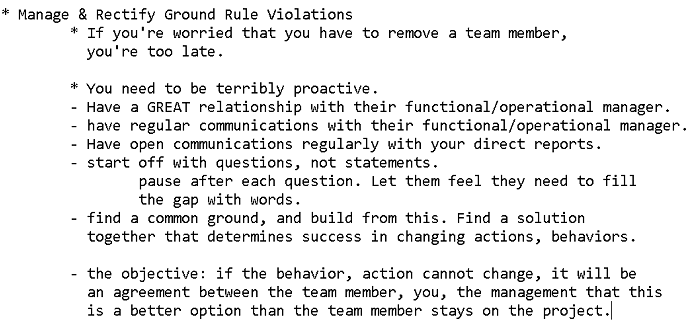 * Manage & Rectify Ground Rule Violations
* If you're worried that you have to remove a team member,
you're too late.
* You need to be terribly proactive.
- Have a GREAT relationship with their functional/operational manager.
- have regular communications with their functional/operational manager.
- Have open communications regularly with your direct reports.
- start off with questions, not statements.
pause after each question. Let them feel they need to fill
the gap with words.
- find a common ground, and build from this. Find a solution
together that determines success in changing actions, behaviors.
- the objective: if the behavior, action cannot change, it will be
an agreement between the team member, you, the management that this
is a better option than the team member stays on the project.